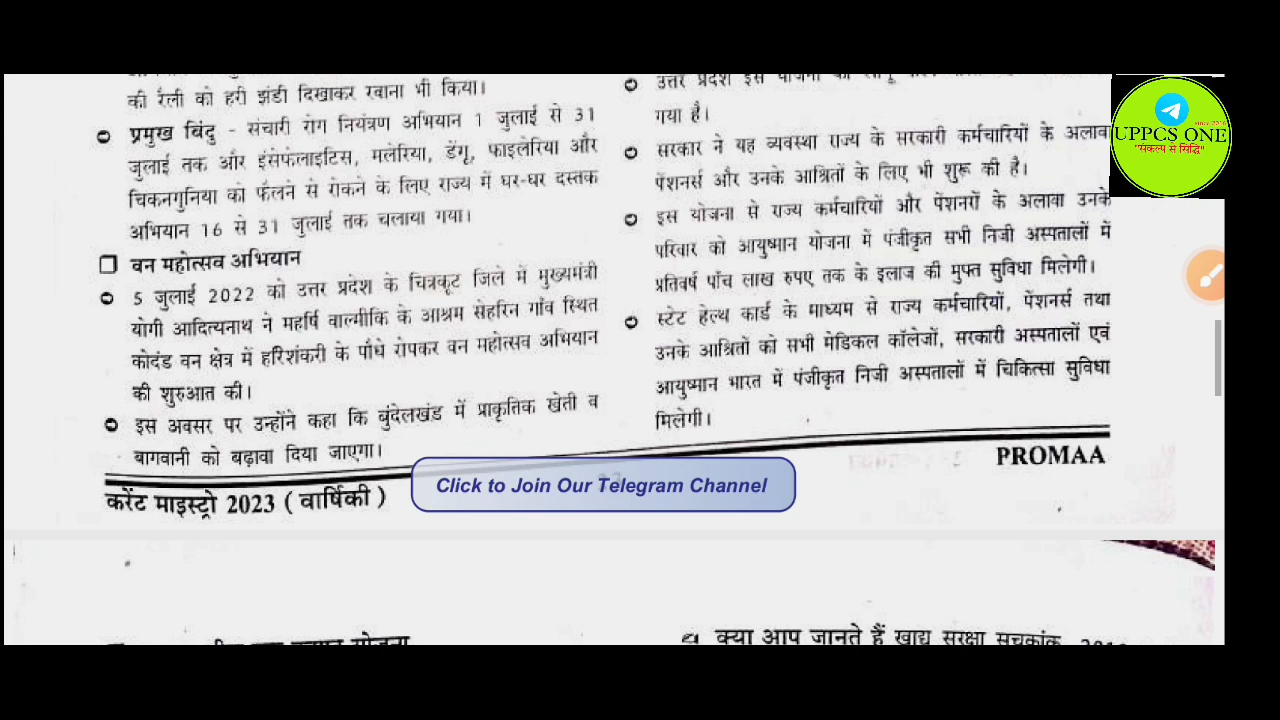 की रैली को हरी झंडी दिखाकर रवाना भी किया।
➲ प्रमुख बिंदु - संचारी रोग नियंत्रण अभियान 1 जुलाई से 31
जुलाई तक और इंसेफेलाइटिस, मलेरिया, डेंगू, फाइलेरिया और
चिकनगुनिया को फैलने से रोकने के लिए राज्य में घर-घर दस्तक
अभियान 16 से 31 जुलाई तक चलाया गया।
❒ वन महोत्सव अभियान
➲ 5 जुलाई 2022 को उत्तर प्रदेश के चित्रकूट जिले में मुख्यमंत्री
योगी आदित्यनाथ ने महर्षि वाल्मीकि के आश्रम सेहरिन गाँव स्थित
कोदंड वन क्षेत्र में हरिशंकरी के पौधे रोपकर वन महोत्सव अभियान
की शुरुआत की।
➲ इस अवसर पर उन्होंने कहा कि बुंदेलखंड में प्राकृतिक खेती व
बागवानी को बढ़ावा दिया जाएगा।
➲ उत्तर प्रदेश इस योजना को लागू
गया है।
➲ सरकार ने यह व्यवस्था राज्य के सरकारी कर्मचारियों के अलावा
पेंशनर्स और उनके आश्रितों के लिए भी शुरू की है।
➲ इस योजना से राज्य कर्मचारियों और पेंशनरों के अलावा उनके
परिवार को आयुष्मान योजना में पंजीकृत सभी निजी अस्पतालों में
प्रतिवर्ष पाँच लाख रुपए तक के इलाज की मुफ्त सुविधा मिलेगी।
➲ स्टेट हेल्थ कार्ड के माध्यम से राज्य कर्मचारियों, पेंशनर्स तथा
उनके आश्रितों को सभी मेडिकल कॉलेजों, सरकारी अस्पतालों एवं
आयुष्मान भारत में पंजीकृत निजी अस्पतालों में चिकित्सा सुविधा
मिलेगी।
PROMAA
करेंट माइस्ट्रो 2023 ( वार्षिकी )
Click to Join Our Telegram Channel
since 2021
UPPCS ONE
"संकल्प से सिद्धि"
क्या आप जानते हैं खाद्य सुरक्षा सूचकांक